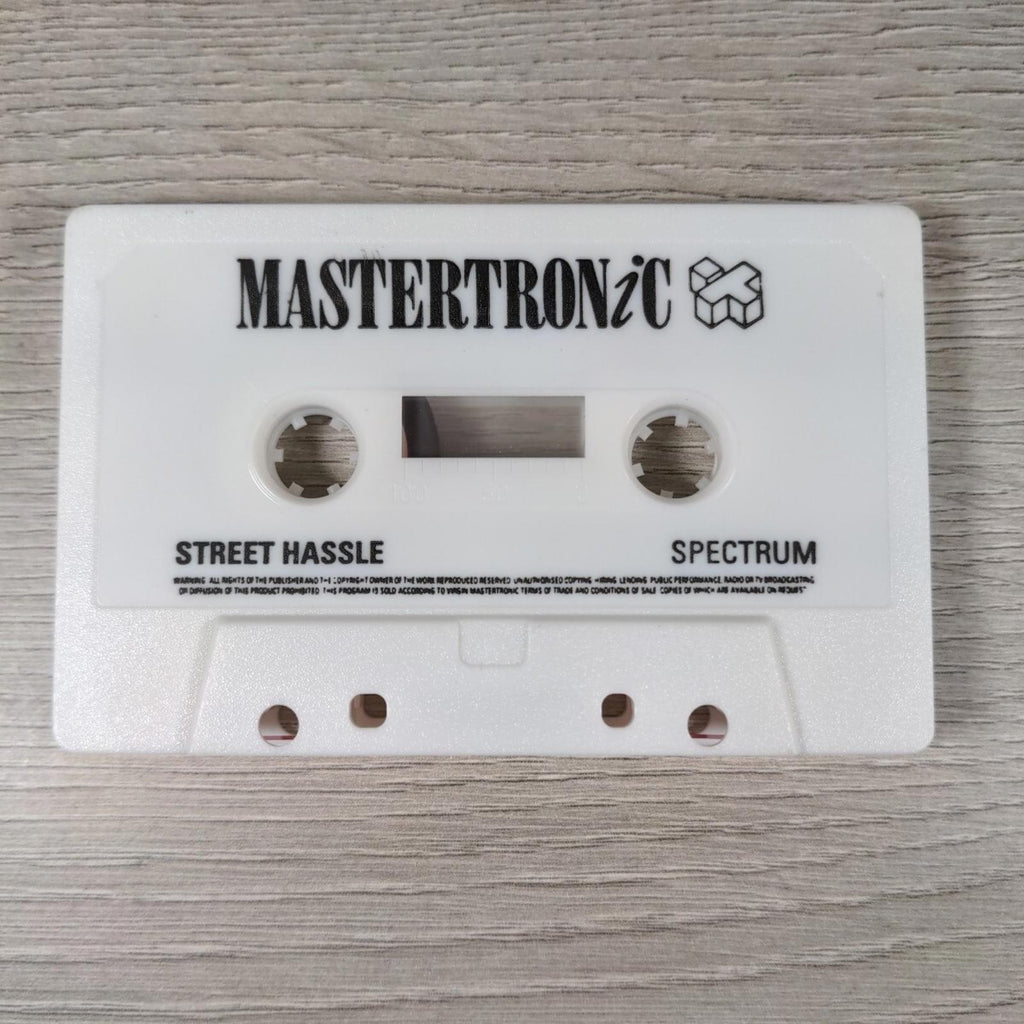 MASTERTRONiC
STREET HASSLE
SPECTRUM
WARNING ALL RIGHTS OF THE PUBLISHER AND THE COPYRIGHT OWNER OF THE WORK REPRODUCED RESERVED UNAUTHORISED COPYING HIRING LENDING PUBLIC PERFORMANCE RADIO OR TV BROADCASTING
OR DIFFUSION OF THIS PRODUCT PROHIBITED THIS PROGRAM IS SOLD ACCORDING TO VIRGIN MASTERTRONIC TERMS OF TRADE AND CONDITIONS OF SALE COPIES OF WHICH ARE AVAILABLE ON REQUEST